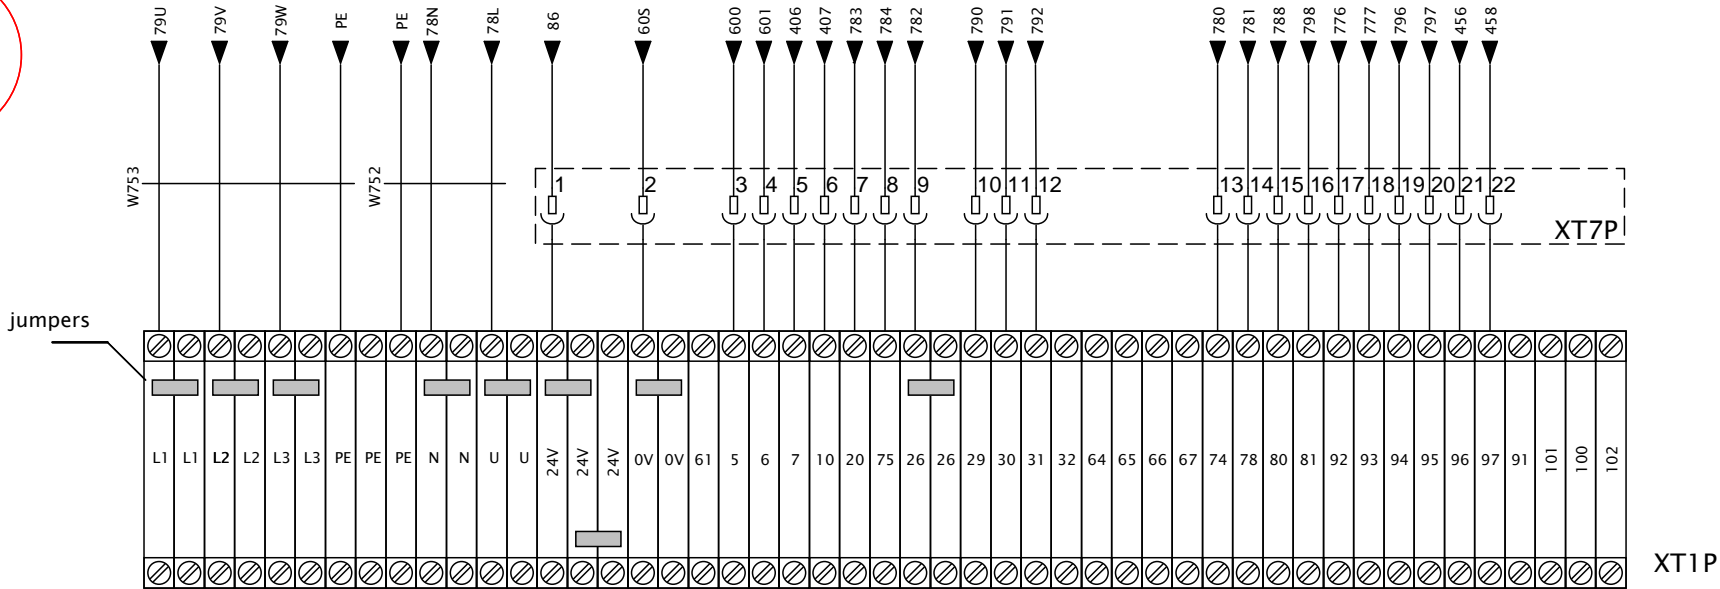 79U 79V 79W PE PE 78N 78L 86 60S 600 601 406 407 783 784 782 790 791 792 780 781 788 798 776 777 796 797 456 458
W753 W752
1 2 3 4 5 6 7 8 9 10 11 12 13 14 15 16 17 18 19 20 21 22
XT7P
jumpers
L1 L1 L2 L2 L3 L3 PE PE PE N N U U 24V 24V 24V 0V 0V 61 5 6 7 10 20 75 26 26 29 30 31 32 64 65 66 67 74 78 80 81 92 93 94 95 96 97 91 101 100 102
XT1P